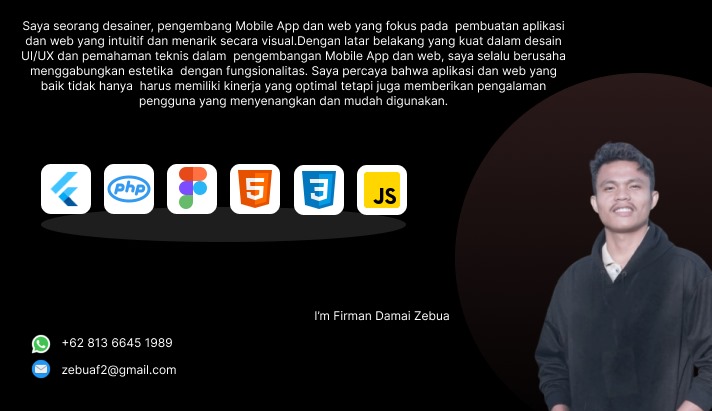 Saya seorang desainer, pengembang Mobile App dan web yang fokus pada  pembuatan aplikasi
dan web yang intuitif dan menarik secara visual.Dengan latar belakang yang kuat dalam desain
UI/UX dan pemahaman teknis dalam  pengembangan Mobile App dan web, saya selalu berusaha
menggabungkan estetika  dengan fungsionalitas. Saya percaya bahwa aplikasi dan web yang
baik tidak hanya  harus memiliki kinerja yang optimal tetapi juga memberikan pengalaman
pengguna yang menyenangkan dan mudah digunakan.
php
5
3
JS
I'm Firman Damai Zebua
+62 813 6645 1989
zebuaf2@gmail.com